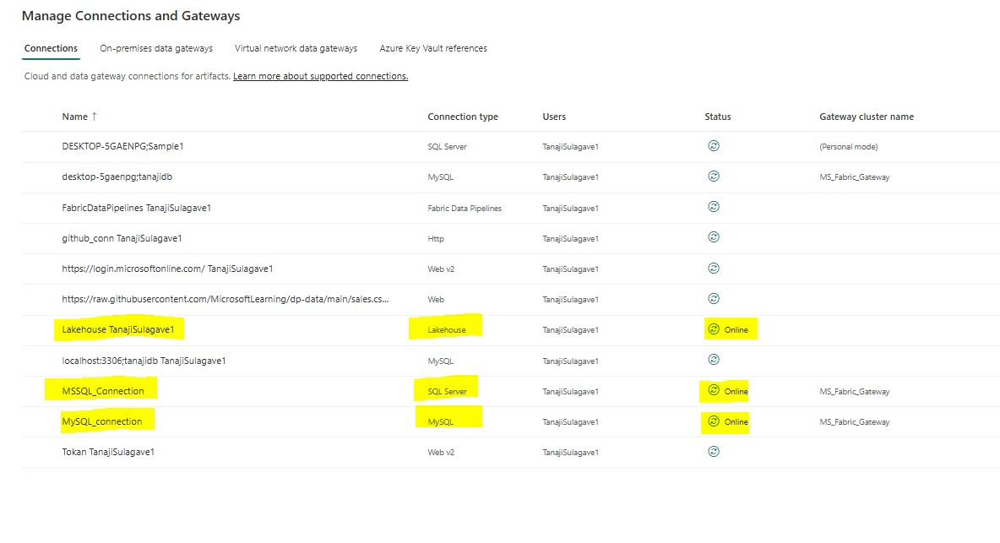 Manage Connections and Gateways
Connections On-premises data gateways Virtual network data gateways Azure Key Vault references
Cloud and data gateway connections for artifacts. Learn more about supported connections.
Name ↑ Connection type Users Status Gateway cluster name
DESKTOP-5GAENPG;Sample1 SQL Server TanajiSulagave1 (Personal mode)
desktop-5gaenpg;tanajidb MySQL TanajiSulagave1 MS_Fabric_Gateway
FabricDataPipelines TanajiSulagave1 Fabric Data Pipelines TanajiSulagave1
github_conn TanajiSulagave1 Http TanajiSulagave1
https://login.microsoftonline.com/ TanajiSulagave1 Web v2 TanajiSulagave1
https://raw.githubusercontent.com/MicrosoftLearning/dp-data/main/sales.cs... Web TanajiSulagave1
Lakehouse TanajiSulagave1 Lakehouse TanajiSulagave1 Online
localhost:3306;tanajidb TanajiSulagave1 MySQL TanajiSulagave1
MSSQL_Connection SQL Server TanajiSulagave1 Online MS_Fabric_Gateway
MySQL_connection MySQL TanajiSulagave1 Online MS_Fabric_Gateway
Tokan TanajiSulagave1 Web v2 TanajiSulagave1